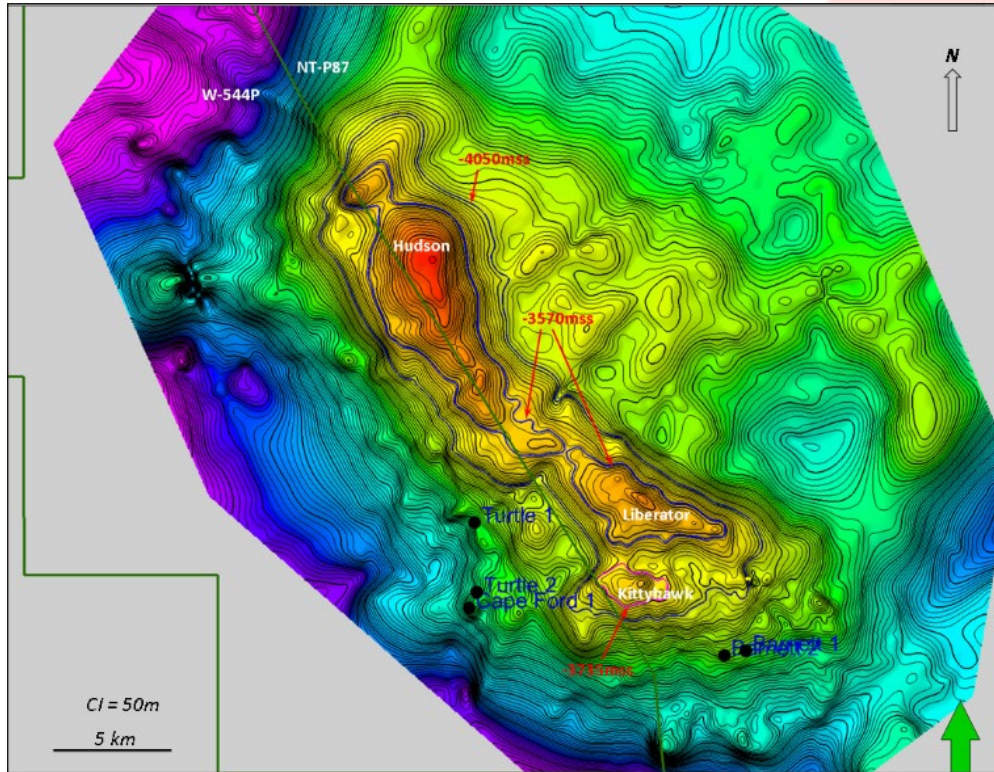 NT-P87
N
W-544P
-4050mss
Hudson
-3570mss
Liberator
Turtle 1
Turtle 2
Cape Ford 1
Kittyhawk
CI = 50m
5 km